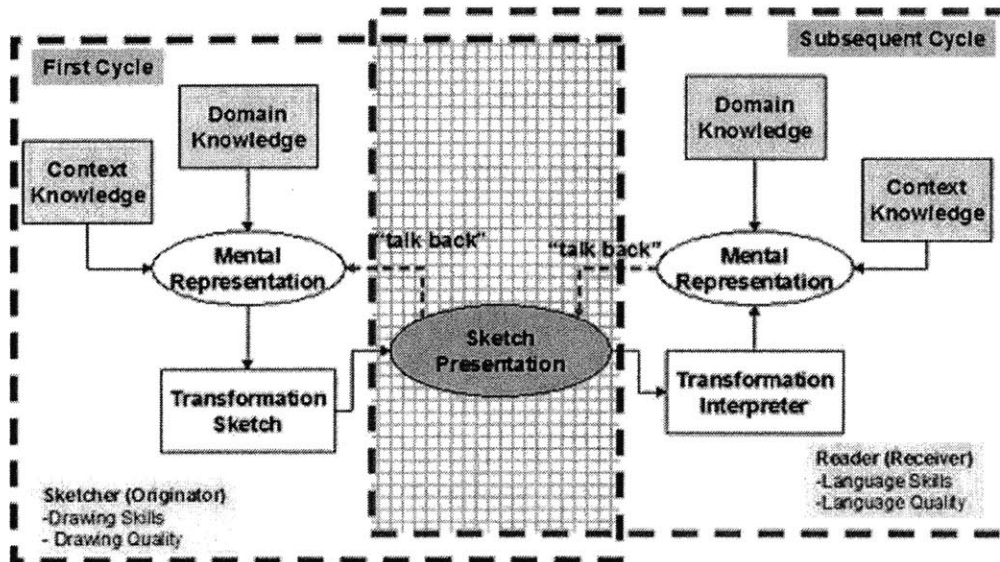 First Cycle
Domain
Knowledge
Context
Knowledge
Mental
Representation
"talk back"
Transformation
Sketch
Sketcher (Originator)
-Drawing Skills
- Drawing Quality
Sketch
Presentation
Subsequent Cycle
Domain
Knowledge
Context
Knowledge
"talk back"
Mental
Representation
Transformation
Interpreter
Reader (Receiver)
-Language Skills
-Language Quality